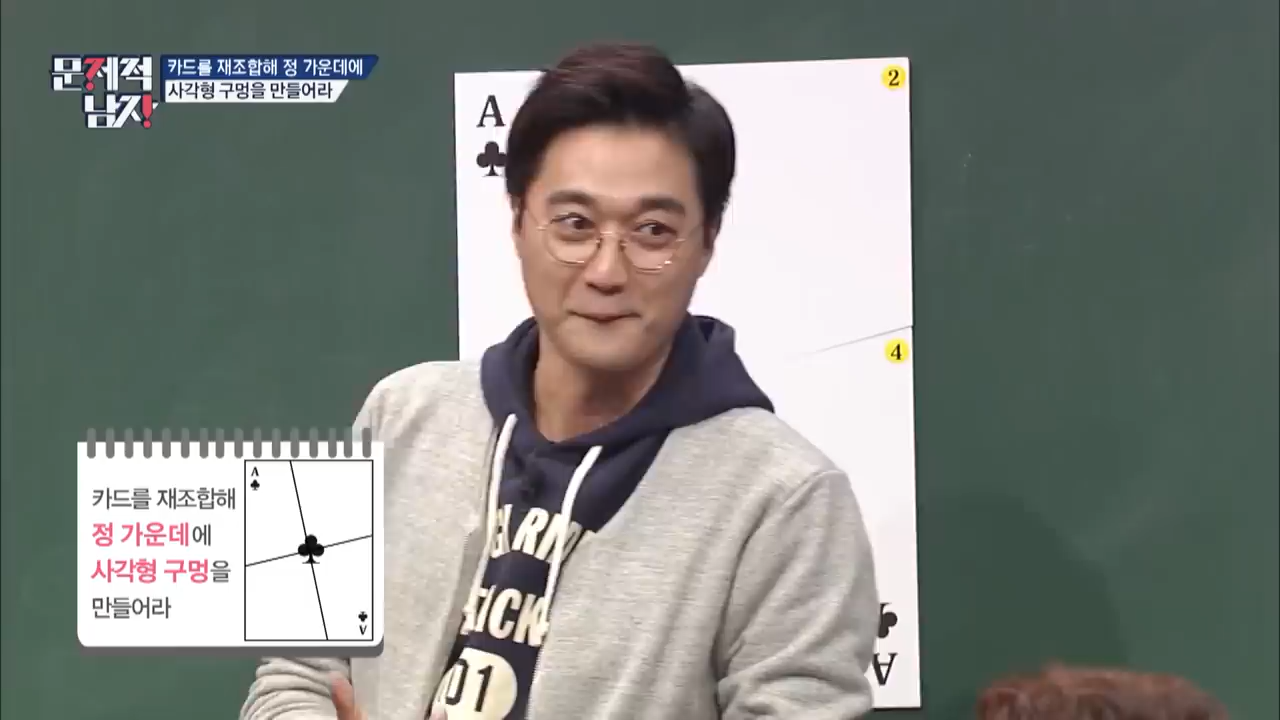 문제적
남자!
카드를 재조합해 정 가운데에
사각형 구멍을 만들어라
A
2
4
A
카드를 재조합해
정 가운데에
사각형 구멍을
만들어라
A
A
01